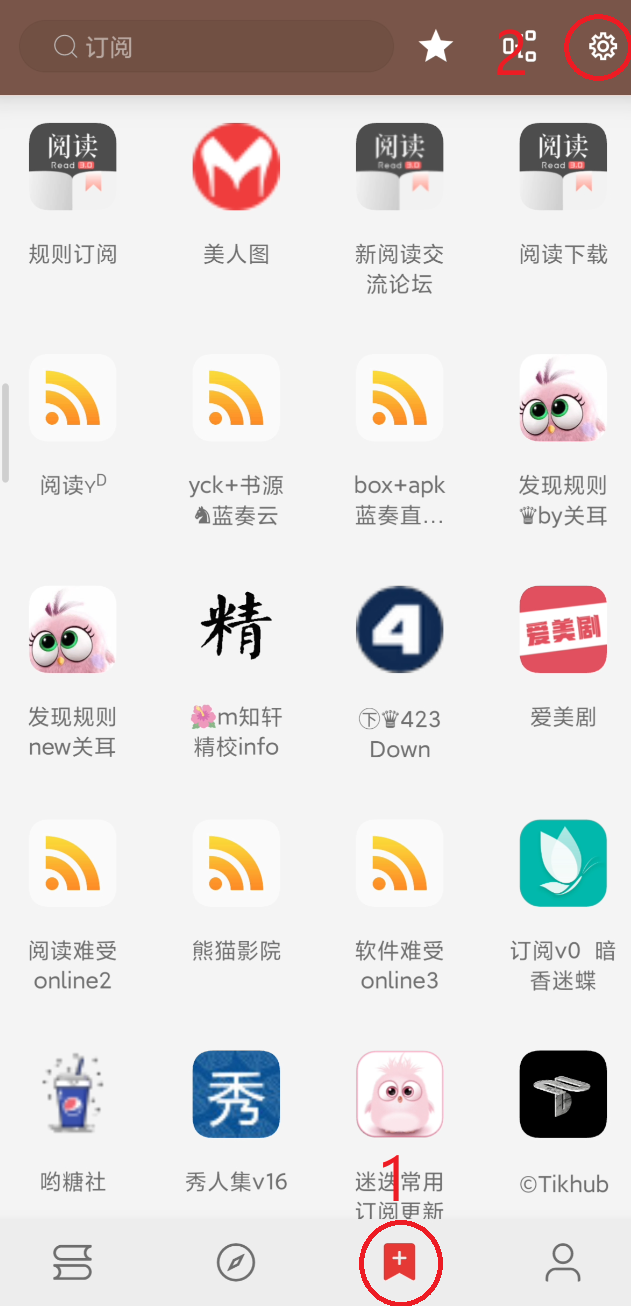 订阅
2
阅读
Read 3.0
阅读
Read 3.0
阅读
Read 3.0
规则订阅
美人图
新阅读交
流论坛
阅读下载
阅读ʏᴰ
yck+书源
♞蓝奏云
box+apk
蓝奏直…
发现规则
♛by关耳
精
4
爱美剧
发现规则
new关耳
🌺m知轩
精校info
㊦♛423
Down
爱美剧
阅读难受
online2
熊猫影院
软件难受
online3
订阅v0 暗
香迷蝶
秀
哟糖社
秀人集v16
迷迭常用
订阅更新
©Tikhub
1